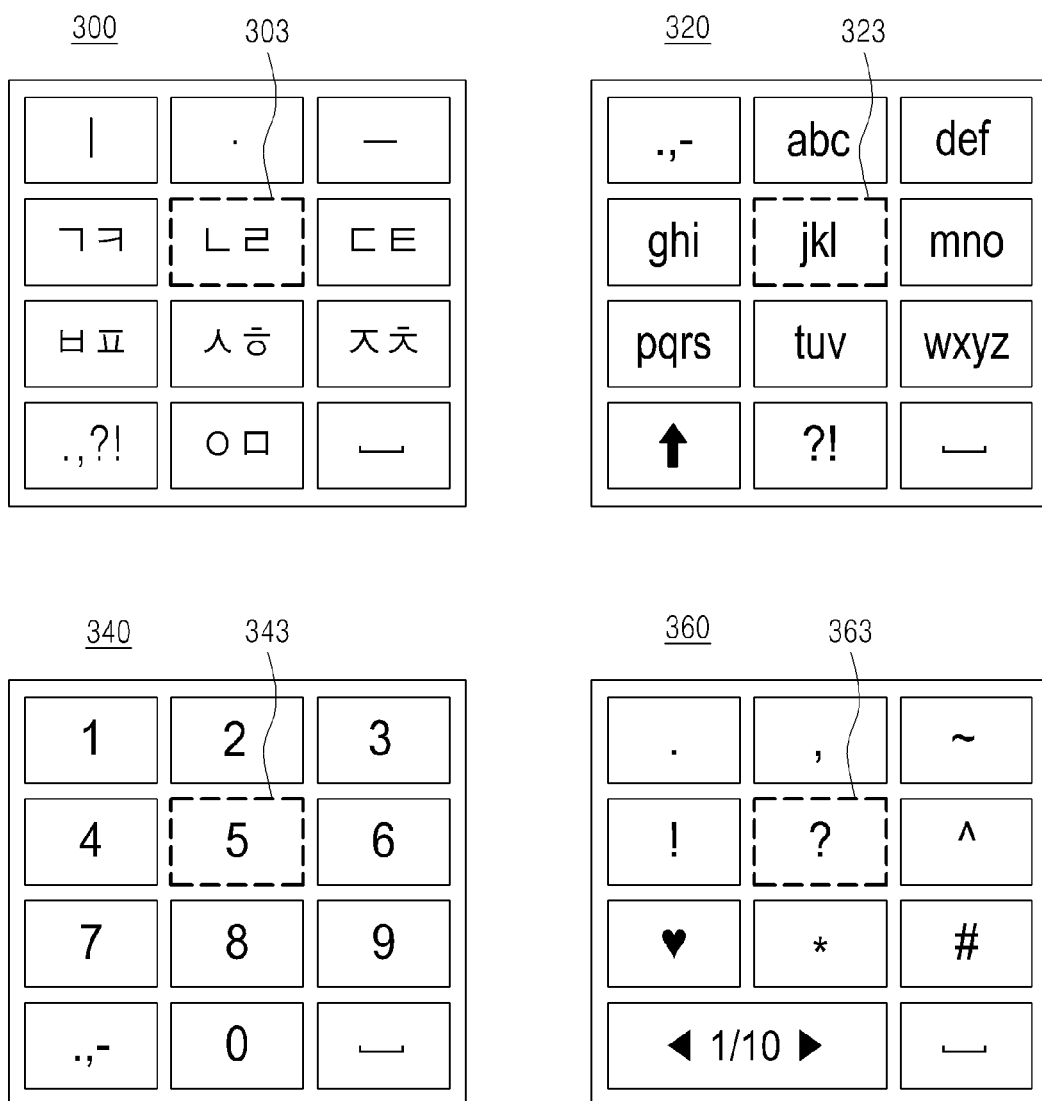 300 303
ㅣ · ㅡ
ㄱㅋ ㄴㄹ ㄷㅌ
ㅂㅍ ㅅㅎ ㅈㅊ
.,?! ㅇㅁ ⎵
320 323
.,- abc def
ghi jkl mno
pqrs tuv wxyz
⬆ ?! ⎵
340 343
1 2 3
4 5 6
7 8 9
.,- 0 ⎵
360 363
. , ~
! ? ^
♥ * #
◀ 1/10 ▶ ⎵